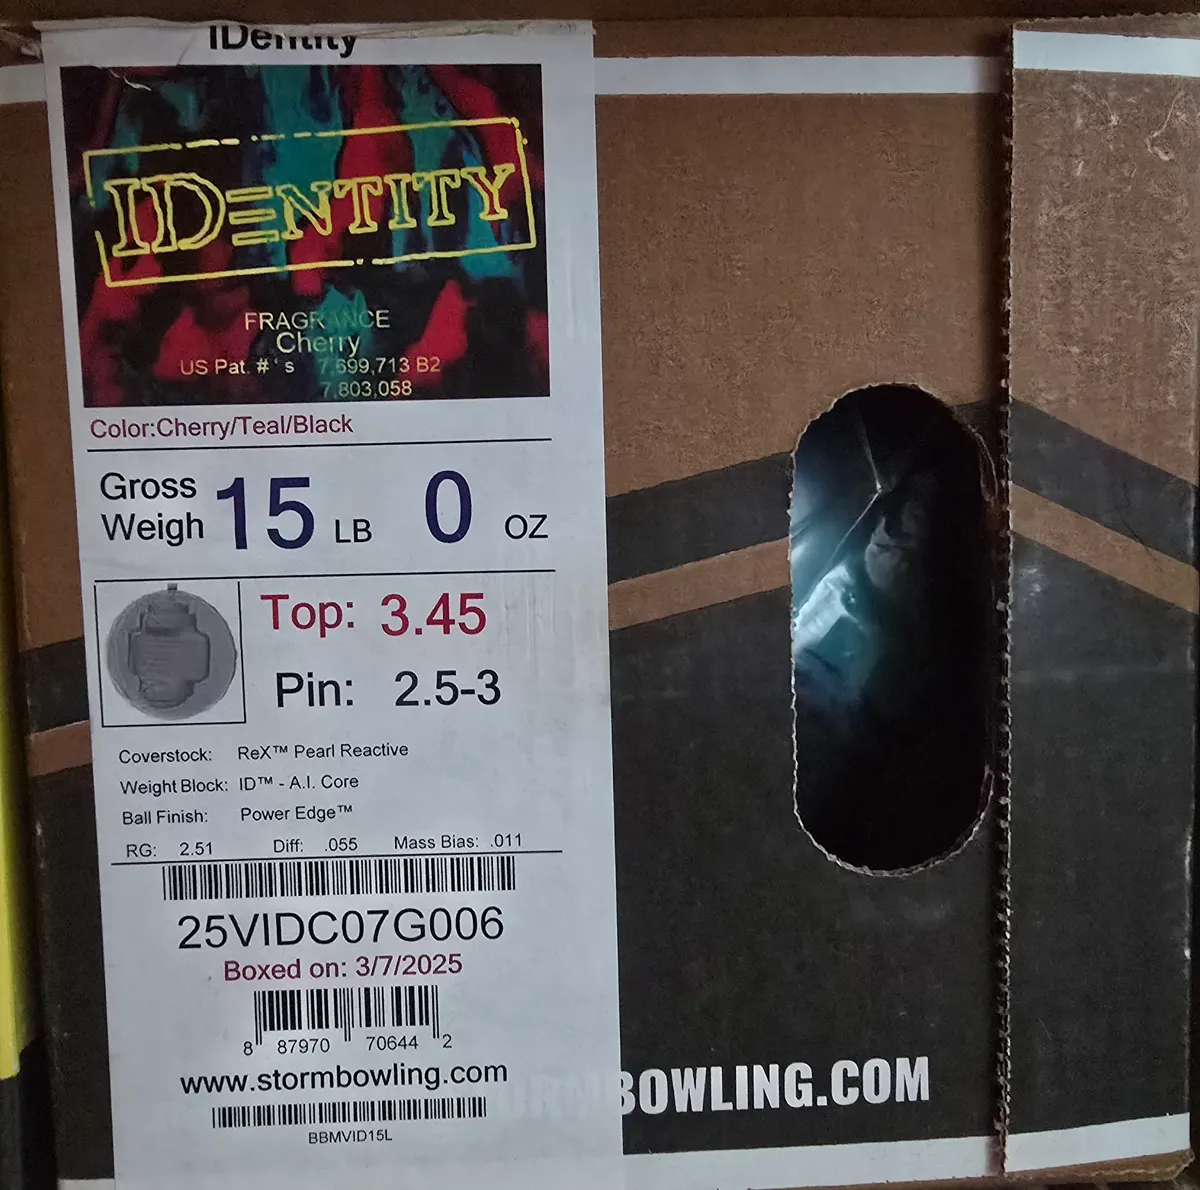 IDentity
IDENTITY
FRAGRANCE
Cherry
US Pat. #'s 7,699,713 B2
7,803,058
Color:Cherry/Teal/Black
Gross
Weigh 15 LB 0 OZ
Top: 3.45
Pin: 2.5-3
Coverstock: ReX™ Pearl Reactive
Weight Block: ID™ - A.I. Core
Ball Finish: Power Edge™
RG: 2.51 Diff: .055 Mass Bias: .011
25VIDC07G006
Boxed on: 3/7/2025
8 87970 70644 2
www.stormbowling.com
BBMVID15L
STORMBOWLING.COM